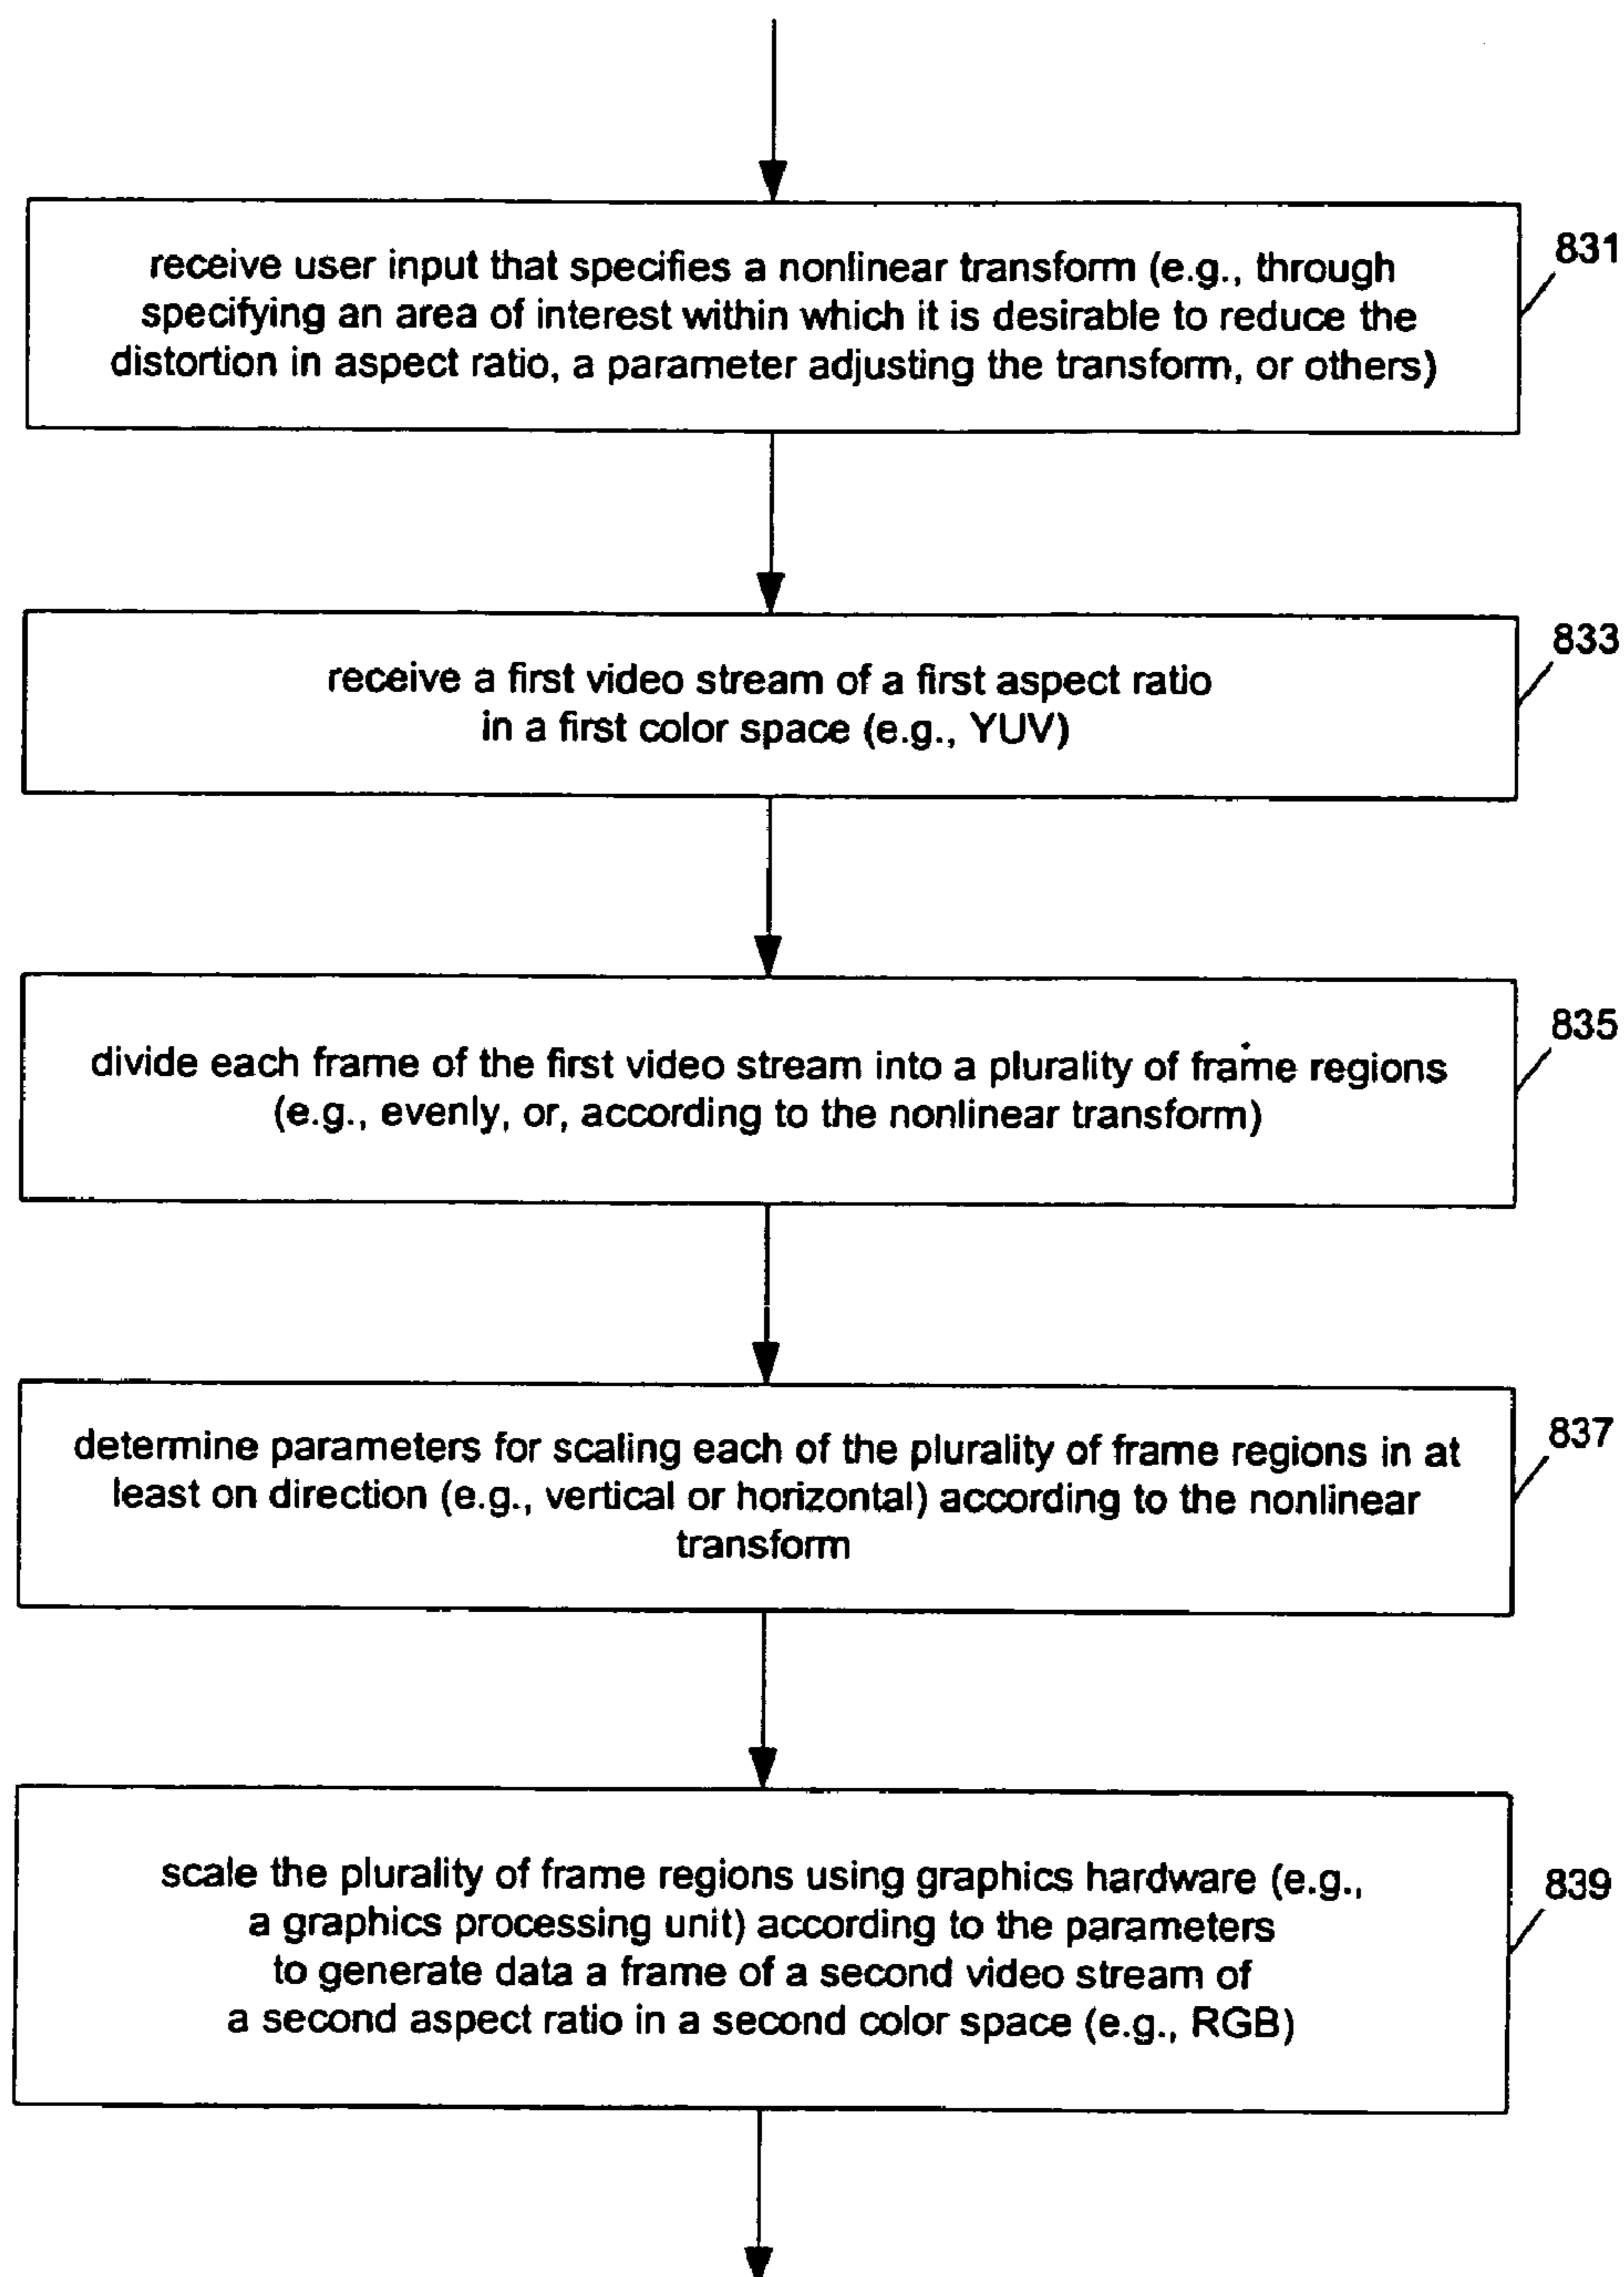 receive user input that specifies a nonlinear transform (e.g., through
specifying an area of interest within which it is desirable to reduce the
distortion in aspect ratio, a parameter adjusting the transform, or others)
831
receive a first video stream of a first aspect ratio
in a first color space (e.g., YUV)
833
divide each frame of the first video stream into a plurality of frame regions
(e.g., evenly, or, according to the nonlinear transform)
835
determine parameters for scaling each of the plurality of frame regions in at
least on direction (e.g., vertical or horizontal) according to the nonlinear
transform
837
scale the plurality of frame regions using graphics hardware (e.g.,
a graphics processing unit) according to the parameters
to generate data a frame of a second video stream of
a second aspect ratio in a second color space (e.g., RGB)
839